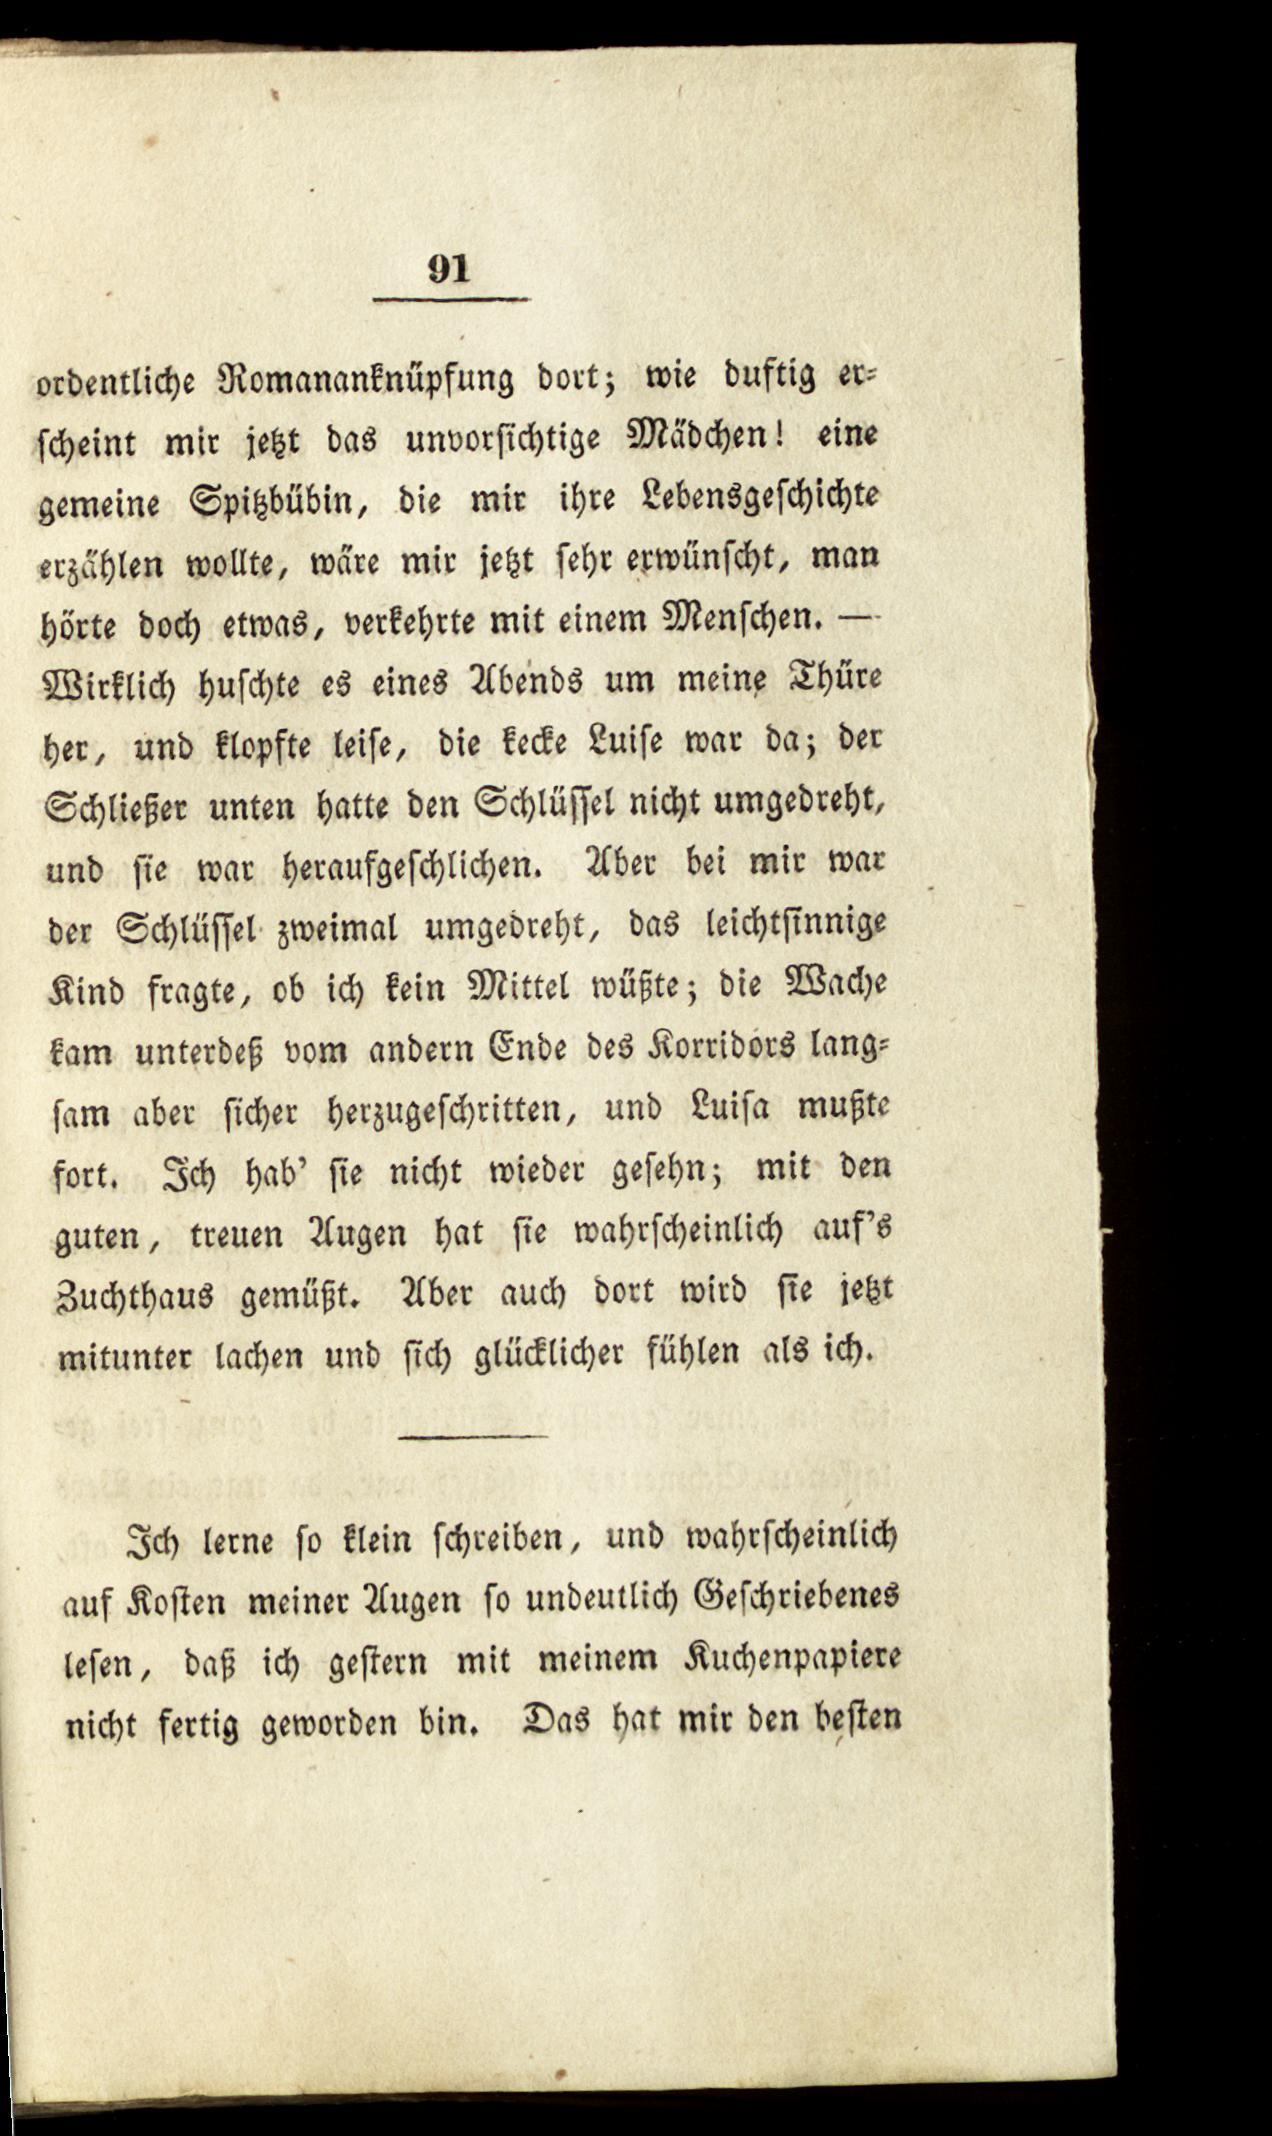 91
ordentliche Romananknüpfung dort; wie duftig er⸗
ſcheint mir jetzt das unvorſichtige Mädchen! eine
gemeine Spitzbübin, die mir ihre Lebensgeſchichte
erzählen wollte, wäre mir jetzt ſehr erwünſcht, man
hörte doch etwas, verkehrte mit einem Menſchen. —
Wirklich huſchte es eines Abends um meine Thüre
her, und klopfte leiſe, die kecke Luiſe war da; der
Schließer unten hatte den Schlüſſel nicht umgedreht,
und ſie war heraufgeſchlichen. Aber bei mir war
der Schlüſſel zweimal umgedreht, das leichtſinnige
Kind fragte, ob ich kein Mittel wüßte; die Wache
kam unterdeß vom andern Ende des Korridors lang⸗
ſam aber ſicher herzugeſchritten, und Luiſa mußte
fort. Ich hab' ſie nicht wieder geſehn; mit den
guten, treuen Augen hat ſie wahrſcheinlich auf's
Zuchthaus gemüßt. Aber auch dort wird ſie jetzt
mitunter lachen und ſich glücklicher fühlen als ich.
Ich lerne ſo klein ſchreiben, und wahrſcheinlich
auf Koſten meiner Augen ſo undeutlich Geſchriebenes
leſen, daß ich geſtern mit meinem Kuchenpapiere
nicht fertig geworden bin. Das hat mir den beſten